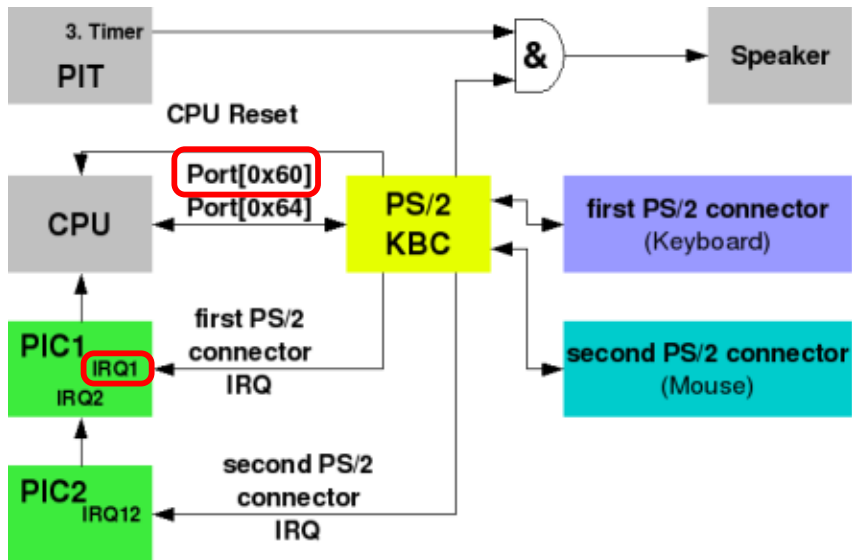 3. Timer
PIT
&
Speaker
CPU Reset
Port[0x60]
Port[0x64]
CPU
PS/2
KBC
first PS/2 connector
(Keyboard)
first PS/2
connector
IRQ
PIC1
IRQ1
IRQ2
second PS/2 connector
(Mouse)
second PS/2
connector
IRQ
PIC2
IRQ12